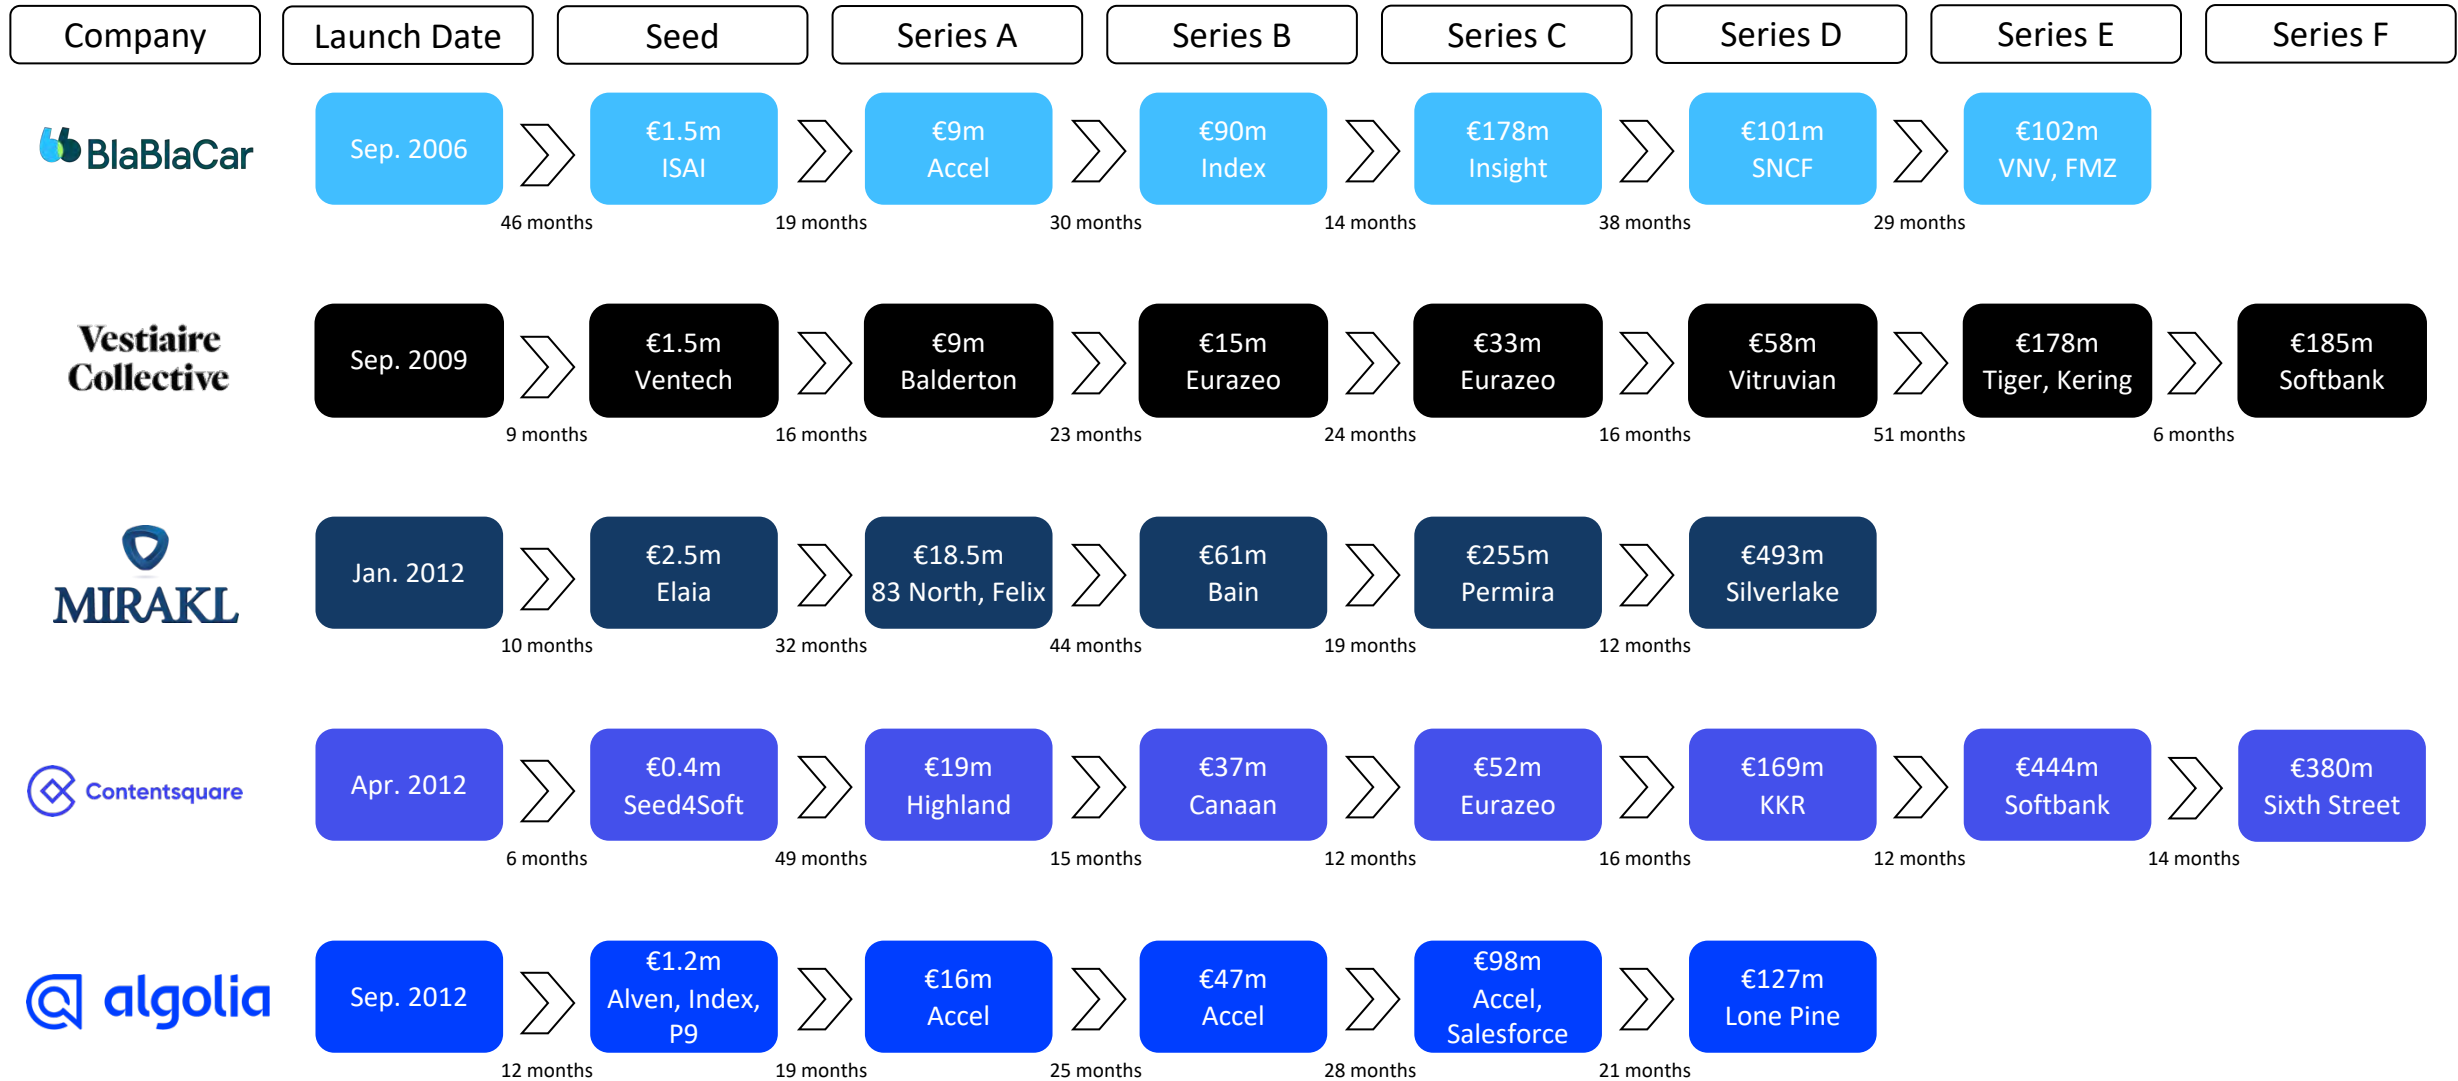 Company
Launch Date
Seed
Series A
Series B
Series C
Series D
Series E
Series F
BlaBlaCar
Sep. 2006
€1.5m
ISAI
€9m
Accel
€90m
Index
€178m
Insight
€101m
SNCF
€102m
VNV, FMZ
46 months
19 months
30 months
14 months
38 months
29 months
Vestiaire
Collective
Sep. 2009
€1.5m
Ventech
€9m
Balderton
€15m
Eurazeo
€33m
Eurazeo
€58m
Vitruvian
€178m
Tiger, Kering
€185m
Softbank
9 months
16 months
23 months
24 months
16 months
51 months
6 months
MIRAKL
Jan. 2012
€2.5m
Elaia
€18.5m
83 North, Felix
€61m
Bain
€255m
Permira
€493m
Silverlake
10 months
32 months
44 months
19 months
12 months
Contentsquare
Apr. 2012
€0.4m
Seed4Soft
€19m
Highland
€37m
Canaan
€52m
Eurazeo
€169m
KKR
€444m
Softbank
€380m
Sixth Street
6 months
49 months
15 months
12 months
16 months
12 months
14 months
algolia
Sep. 2012
€1.2m
Alven, Index,
P9
€16m
Accel
€47m
Accel
€98m
Accel,
Salesforce
€127m
Lone Pine
12 months
19 months
25 months
28 months
21 months